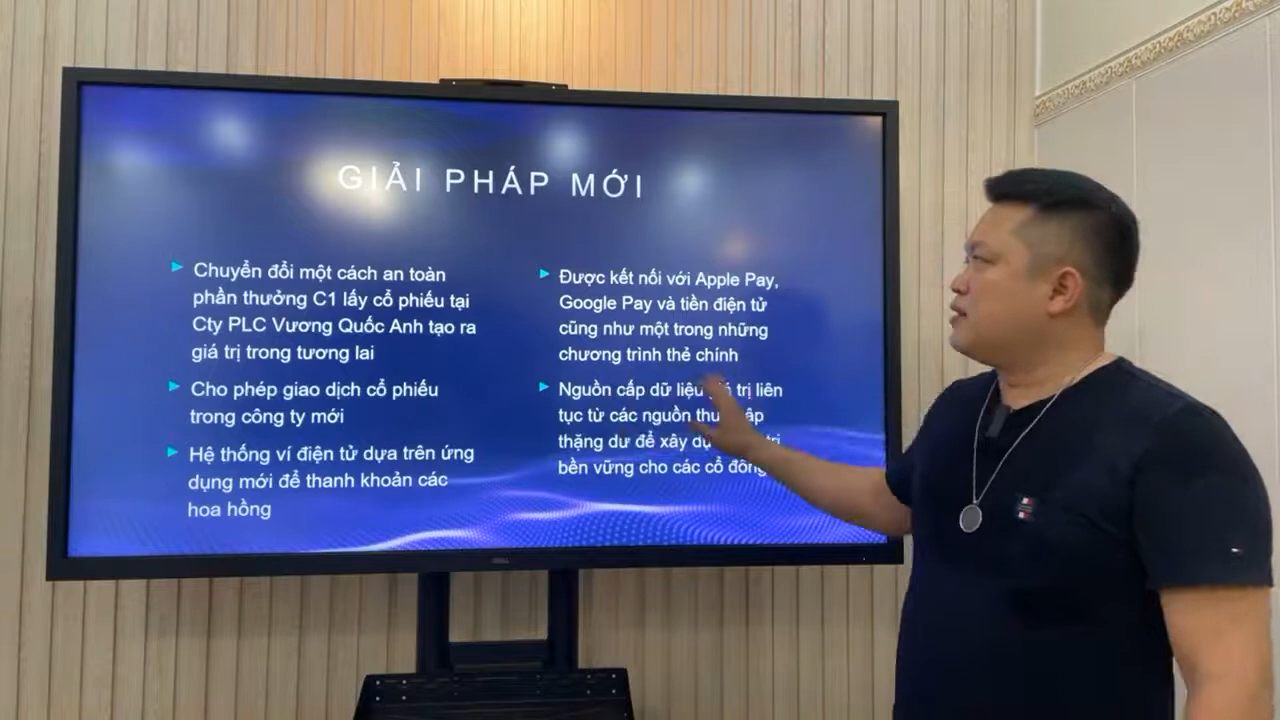 GIẢI PHÁP MỚI
Chuyển đổi một cách an toàn
phần thưởng C1 lấy cổ phiếu tại
Cty PLC Vương Quốc Anh tạo ra
giá trị trong tương lai
Cho phép giao dịch cổ phiếu
trong công ty mới
Hệ thống ví điện tử dựa trên ứng
dụng mới để thanh khoản các
hoa hồng
Được kết nối với Apple Pay,
Google Pay và tiền điện tử
cũng như một trong những
chương trình thẻ chính
Nguồn cấp dữ liệu trị liên
tục từ các nguồn
thặng dư để xây
bền vững cho các cổ đông